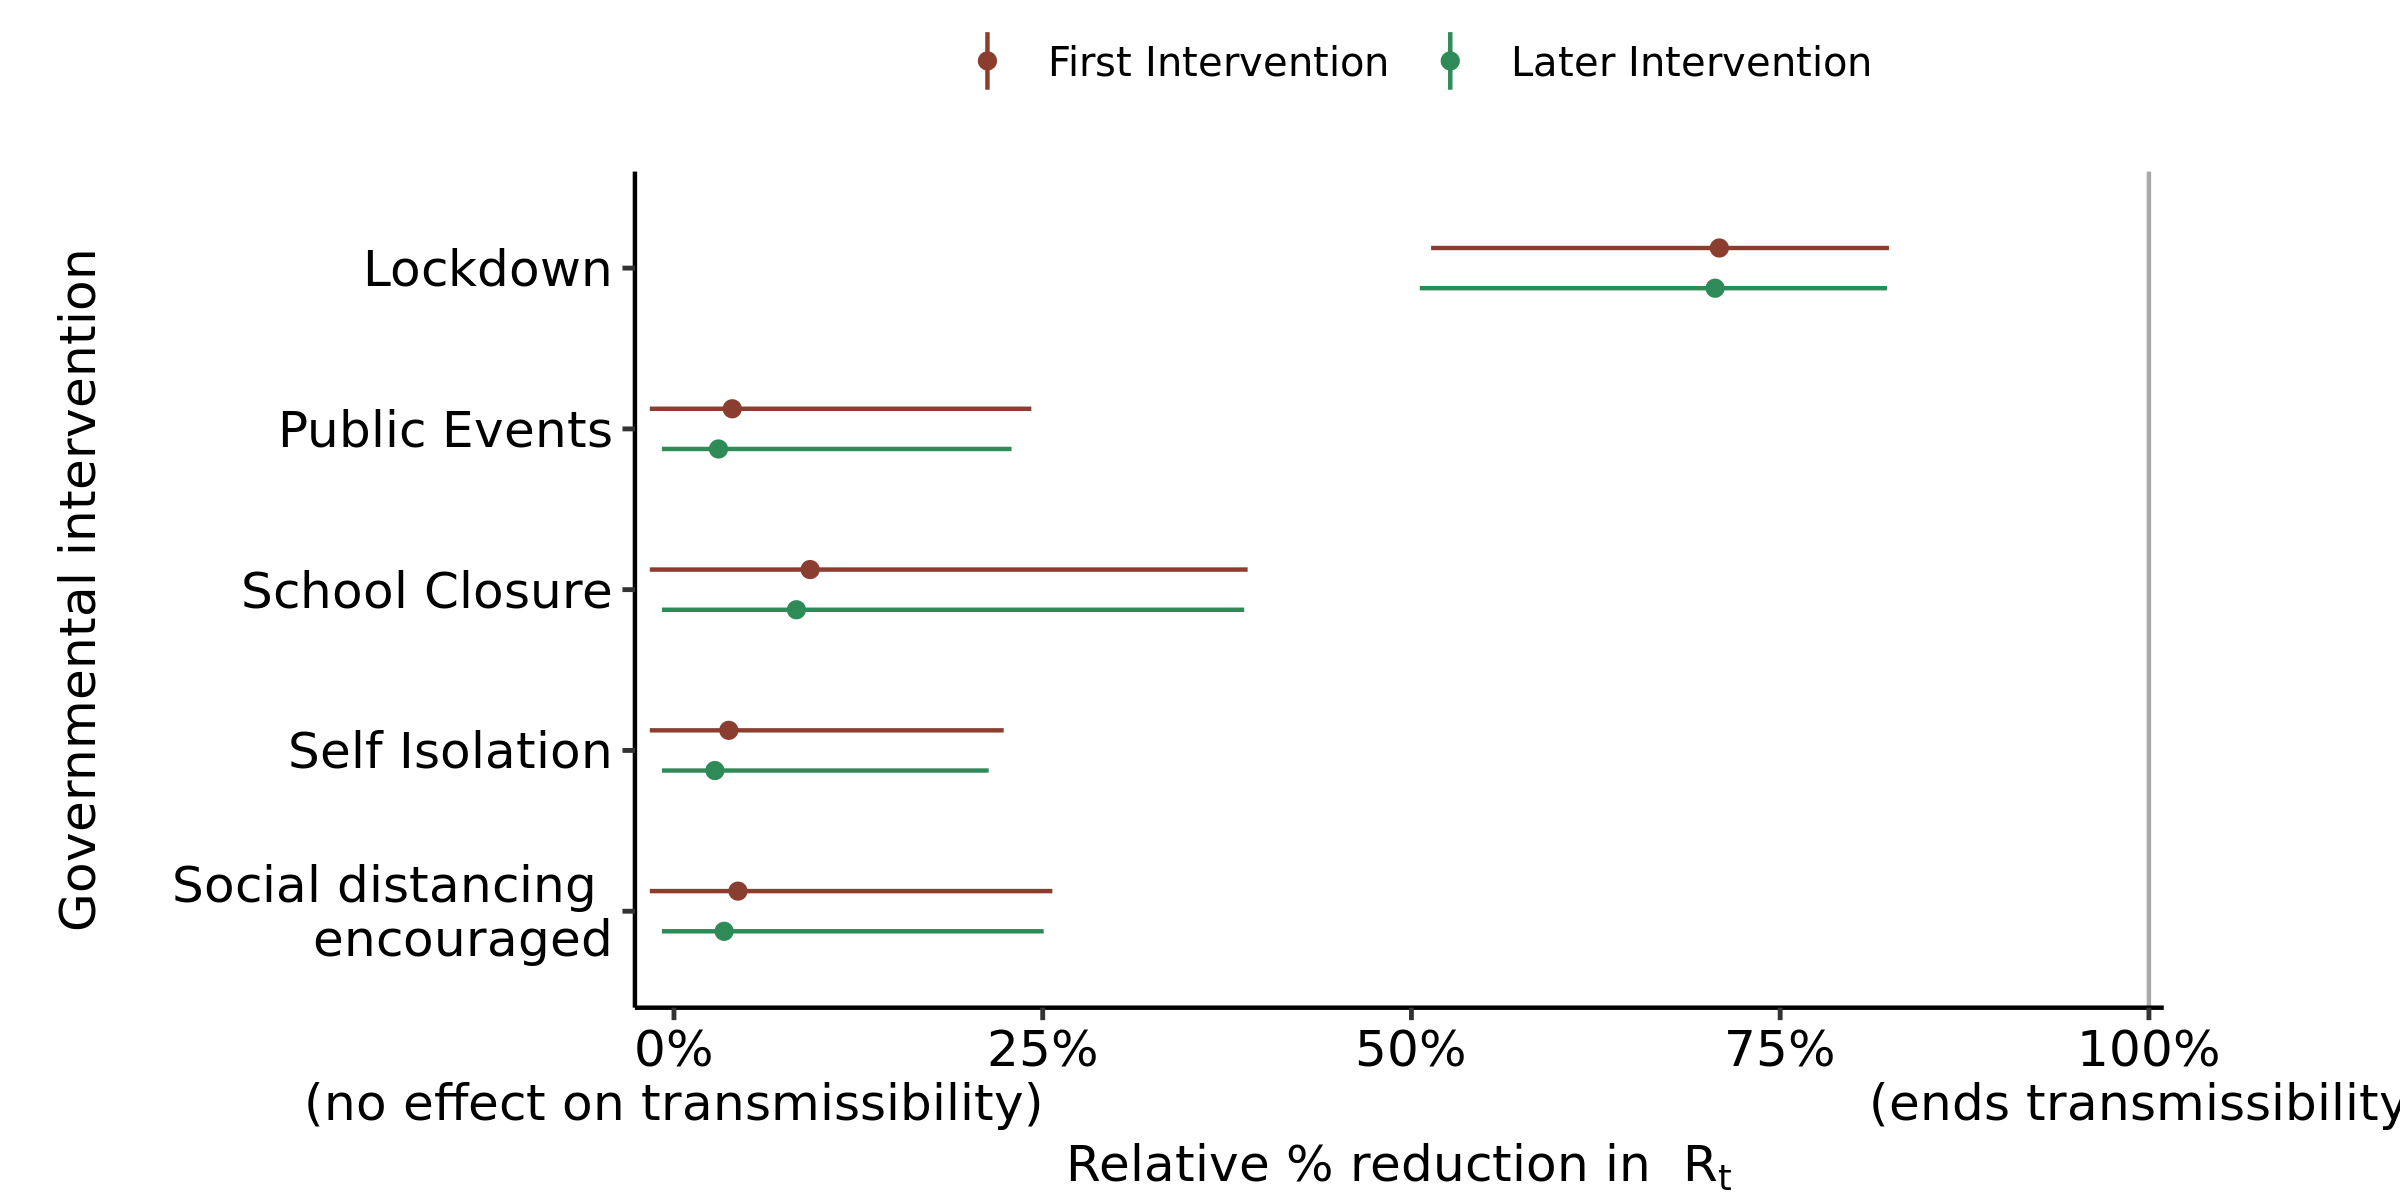 First Intervention Later Intervention
Governmental intervention
Lockdown
Public Events
School Closure
Self Isolation
Social distancing
encouraged
0% 25% 50% 75% 100%
(no effect on transmissibility) (ends transmissibility
Relative % reduction in Rt